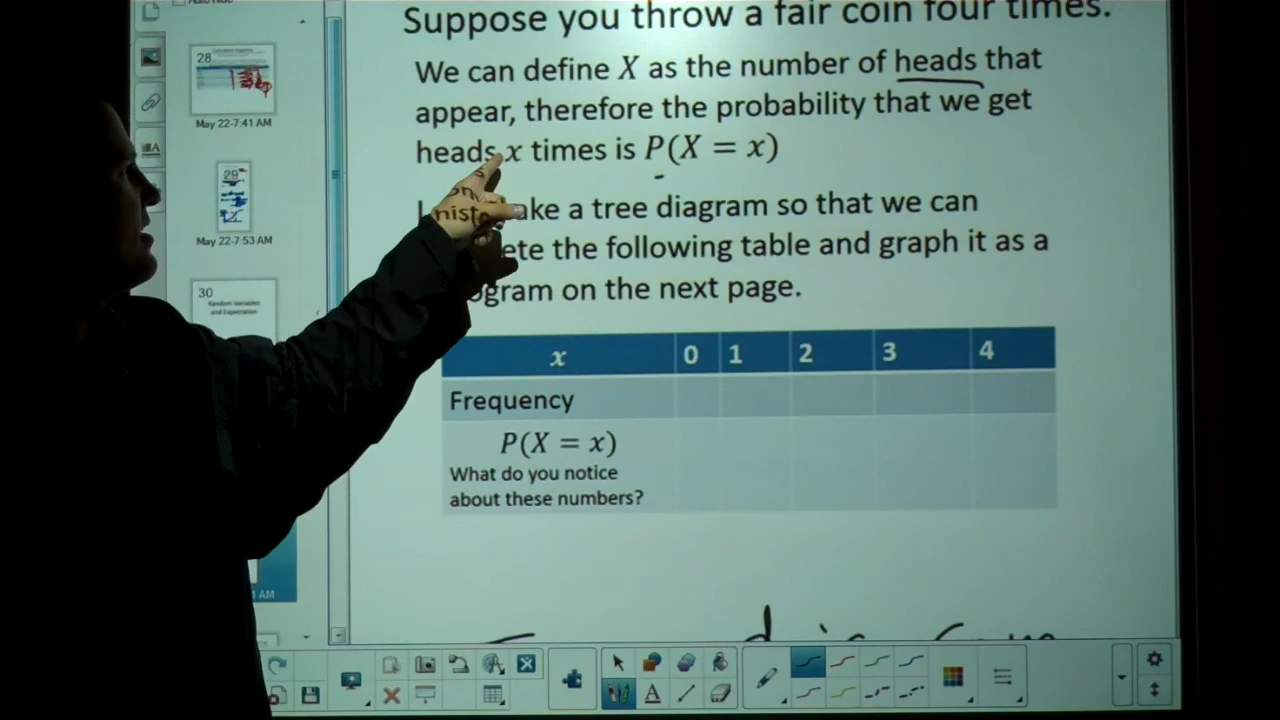 Suppose you throw a fair coin four times.
We can define X as the number of heads that
appear, therefore the probability that we get
heads x times is P(X = x)
ake a tree diagram so that we can
ete the following table and graph it as a
ogram on the next page.
x 0 1 2 3 4
Frequency
P(X = x)
What do you notice
about these numbers?
28
May 22-7:41 AM
29
May 22-7:53 AM
30
Random Variables
and Expectation
AM